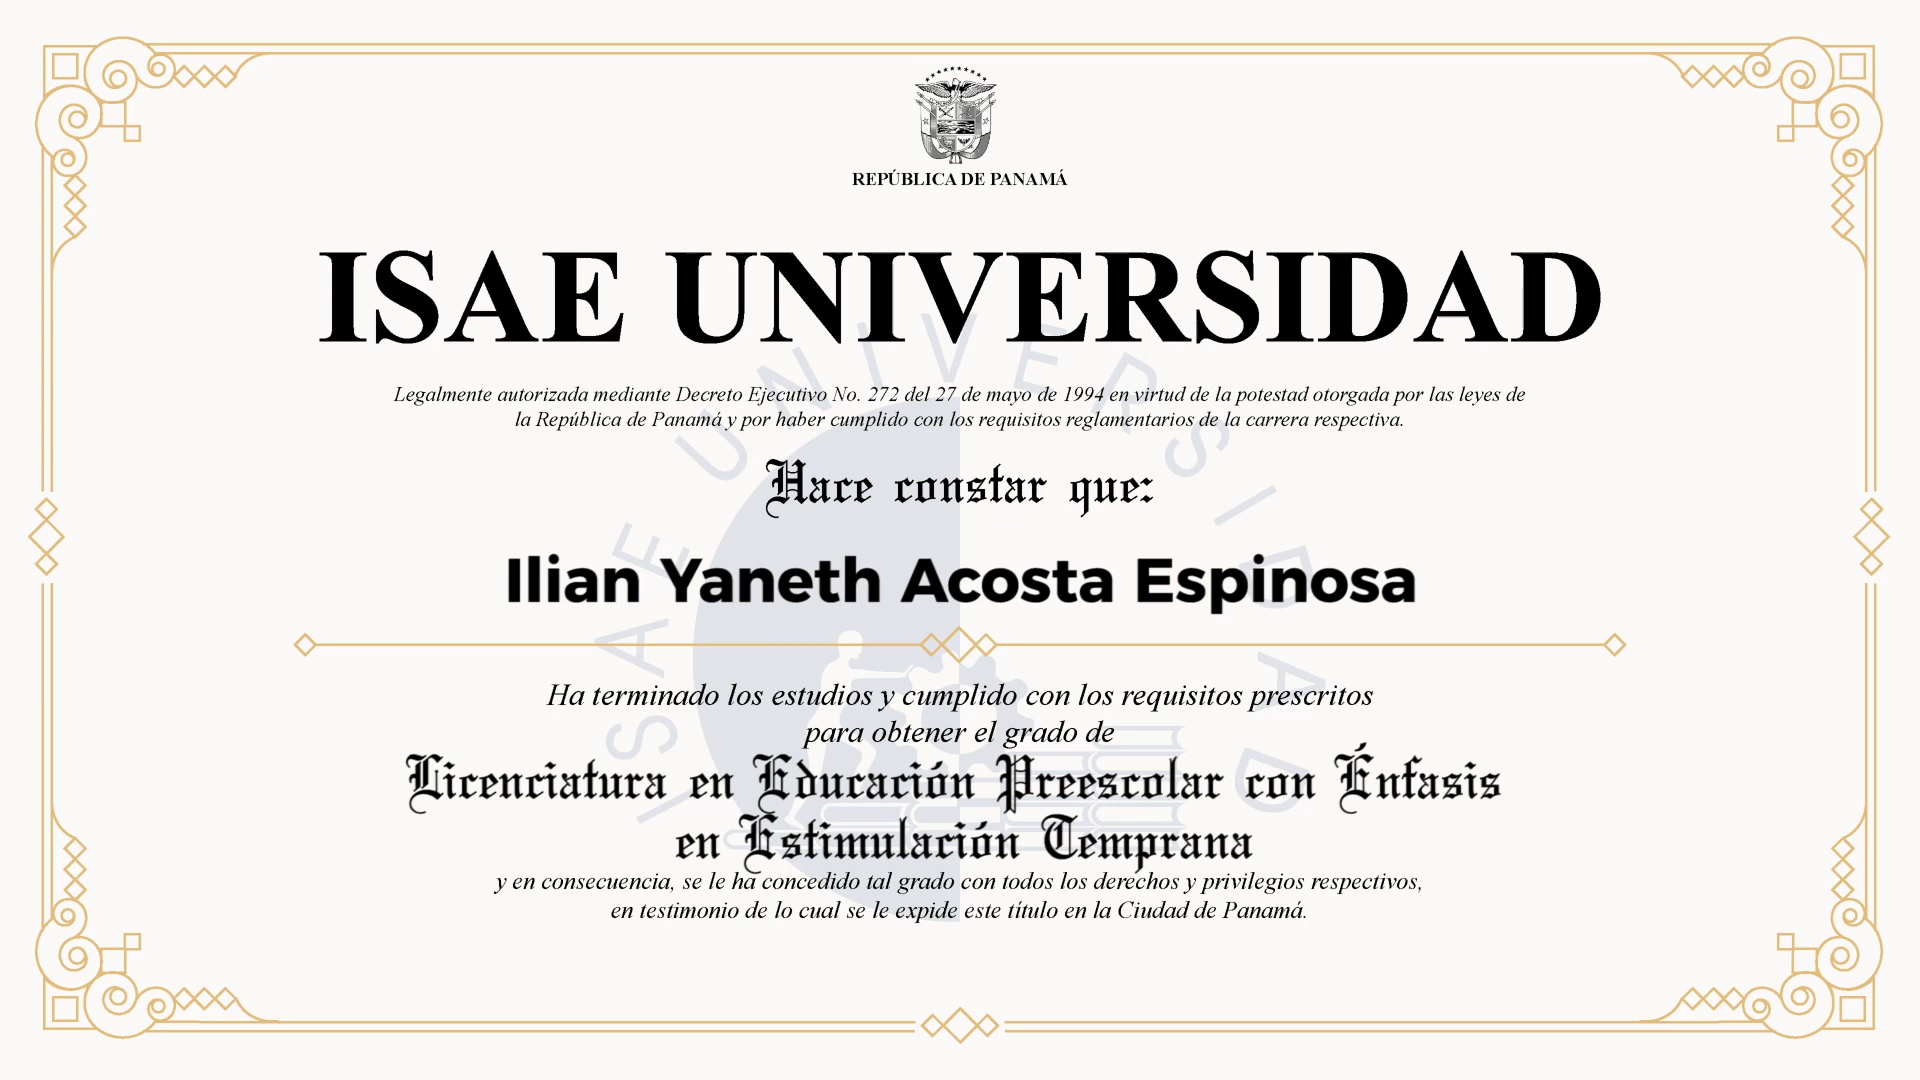 REPÚBLICA DE PANAMÁ
ISAE UNIVERSIDAD
Legalmente autorizada mediante Decreto Ejecutivo No. 272 del 27 de mayo de 1994 en virtud de la potestad otorgada por las leyes de
la República de Panamá y por haber cumplido con los requisitos reglamentarios de la carrera respectiva.
Hace constar que:
Ilian Yaneth Acosta Espinosa
Ha terminado los estudios y cumplido con los requisitos prescritos
para obtener el grado de
Licenciatura en Educación Preescolar con Énfasis
en Estimulación Temprana
y en consecuencia, se le ha concedido tal grado con todos los derechos y privilegios respectivos,
en testimonio de lo cual se le expide este título en la Ciudad de Panamá.
ISAE UNIVERSIDAD